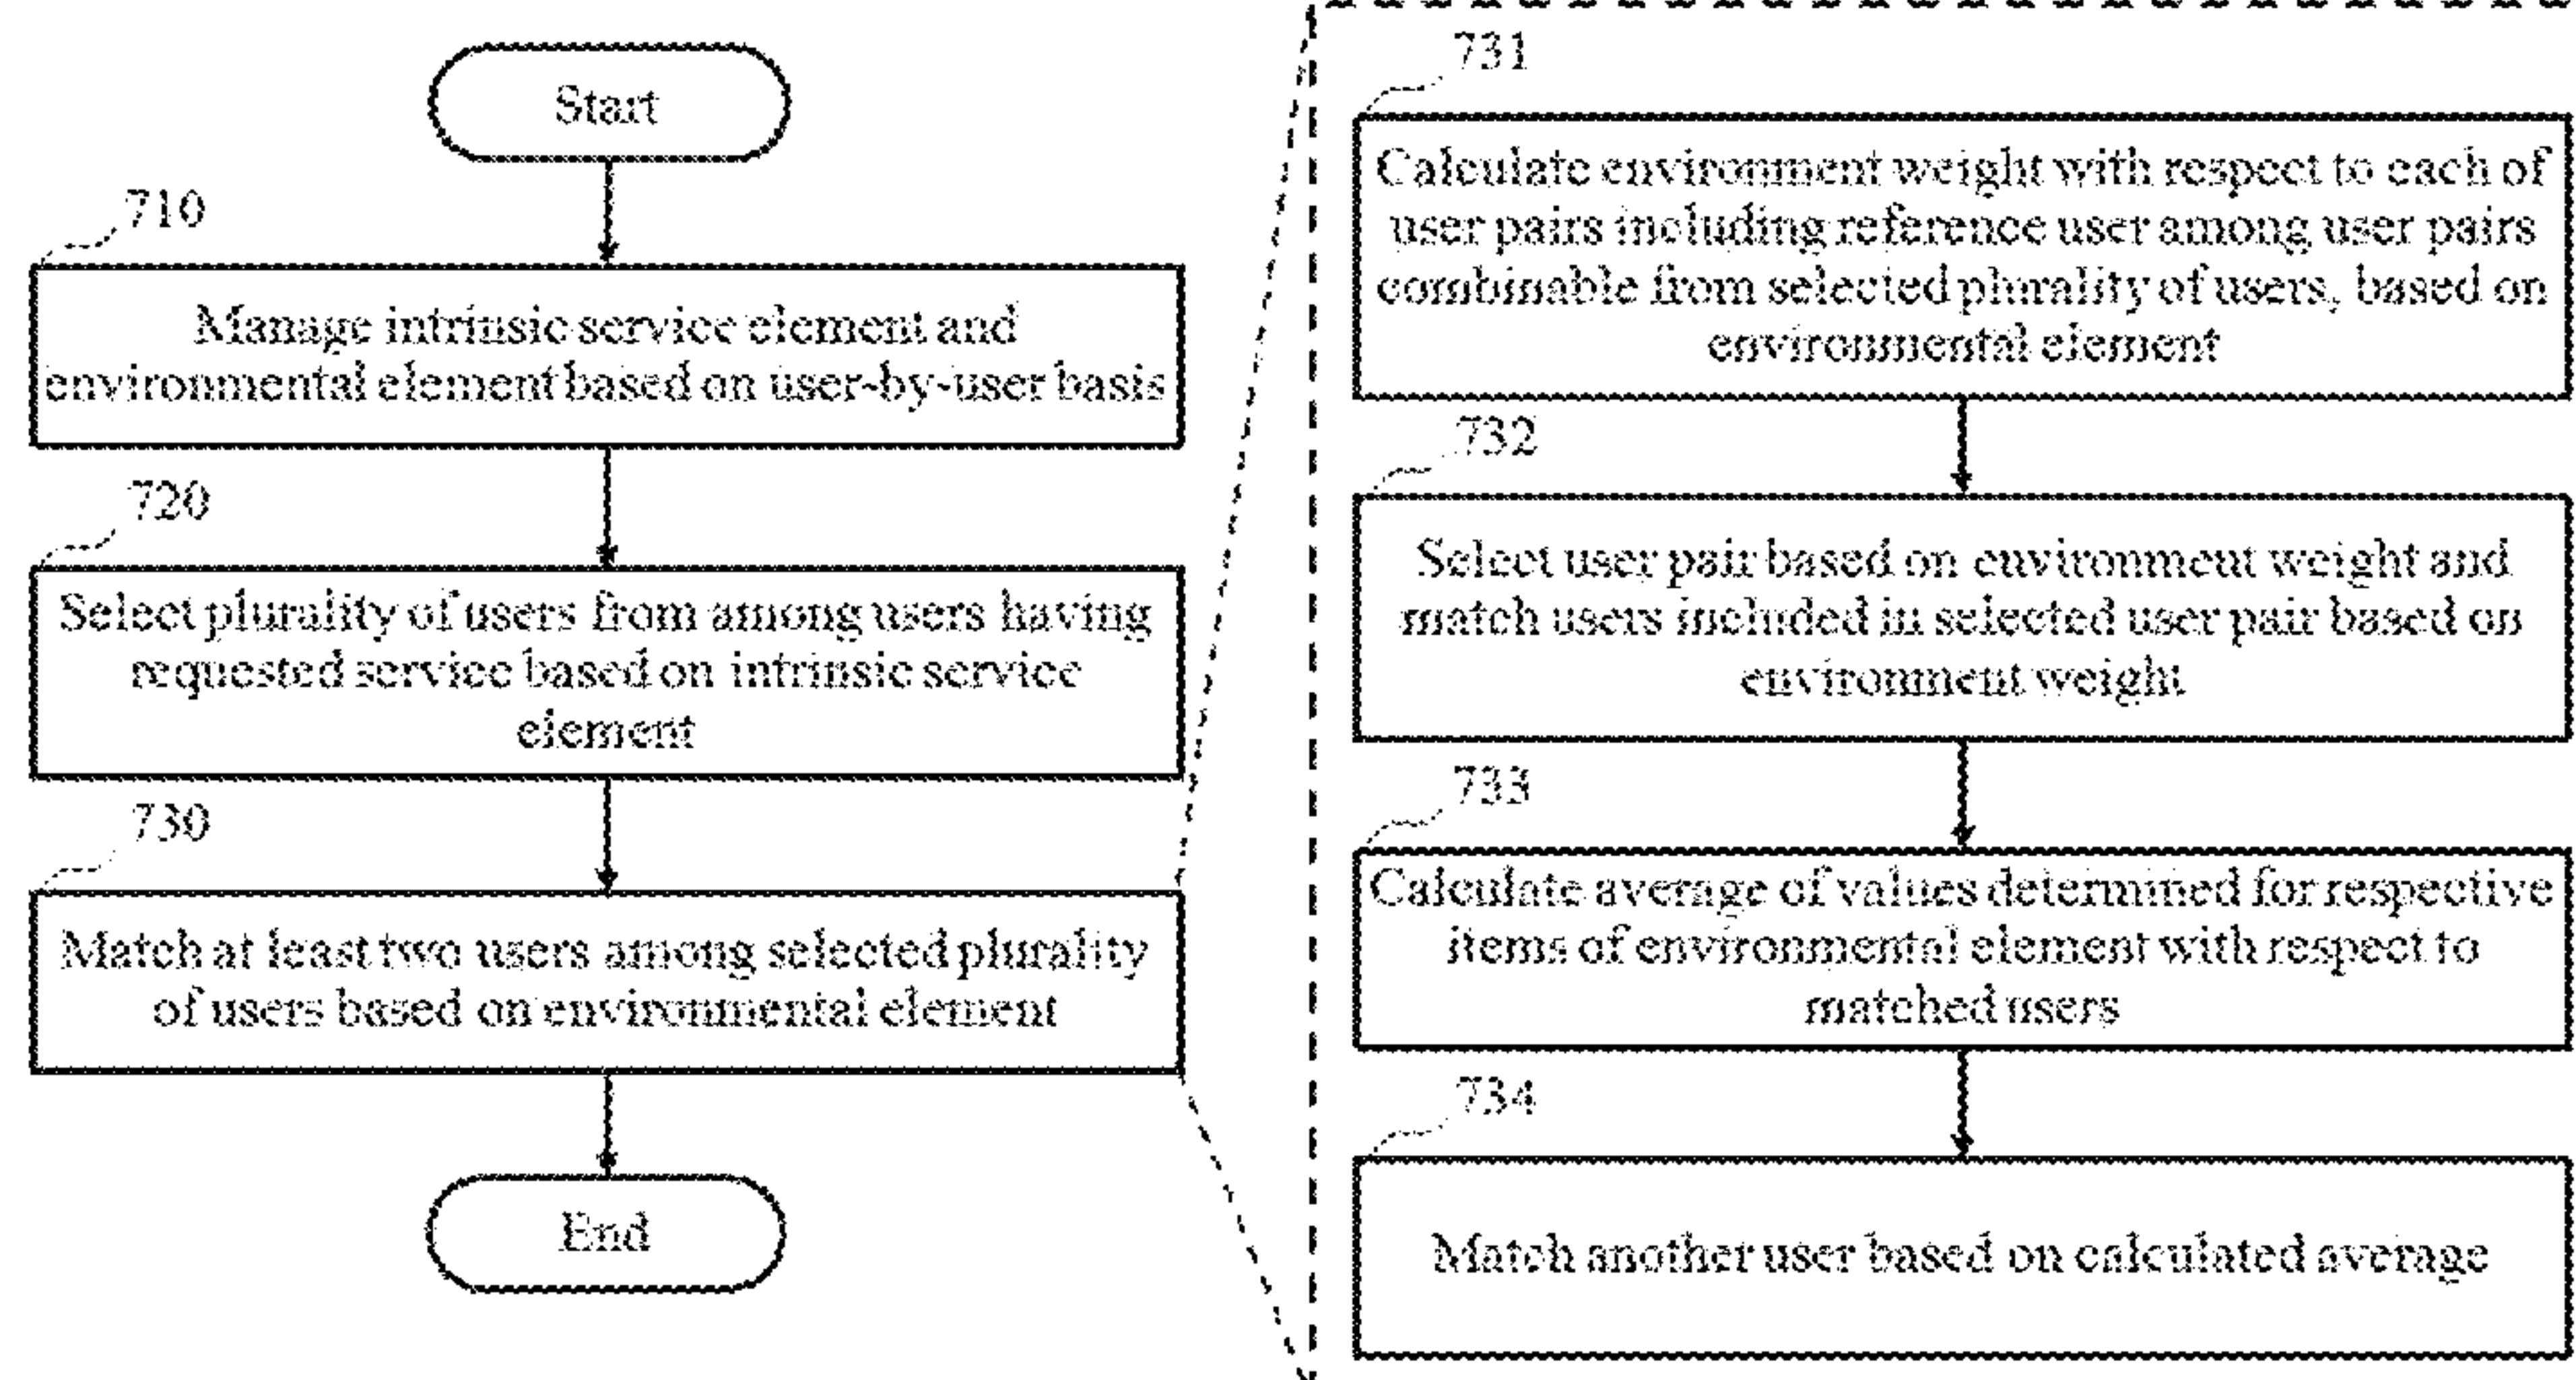 Start
710
Manage intrinsic service element and
environmental element based on user-by-user basis
720
Select plurality of users from among users having
requested service based on intrinsic service
element
730
Match at least two users among selected plurality
of users based on environmental element
End
731
Calculate environment weight with respect to each of
user pairs including reference user among user pairs
combinable from selected plurality of users, based on
environmental element
732
Select user pair based on environment weight and
match users included in selected user pair based on
environment weight
733
Calculate average of values determined for respective
items of environmental element with respect to
matched users
734
Match another user based on calculated average